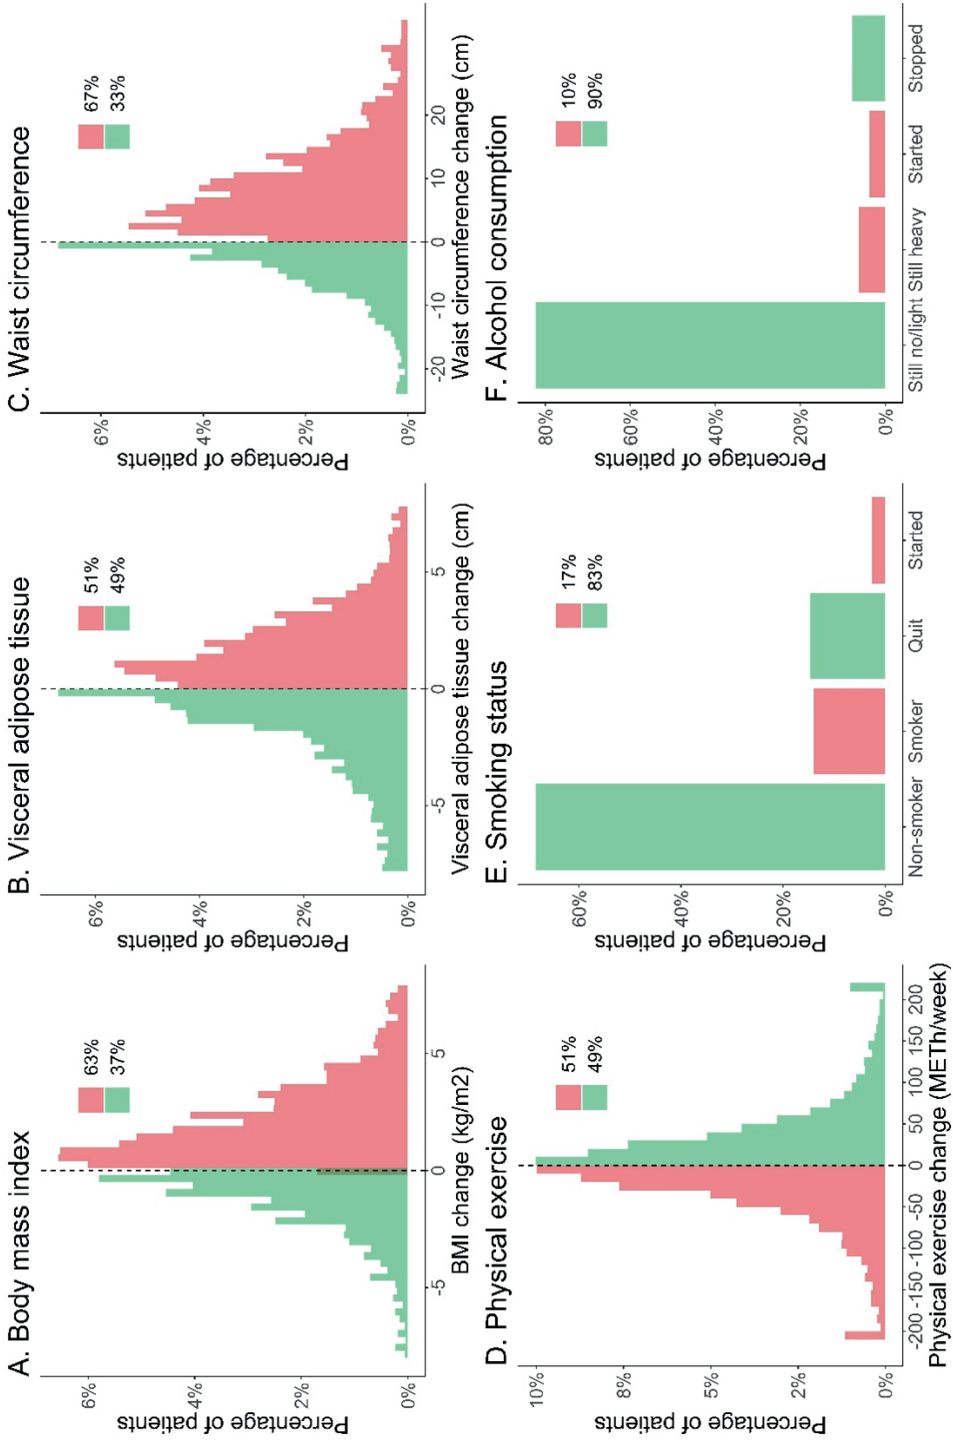 A. Body mass index
Percentage of patients
6%
4%
2%
0%
63%
37%
-5
0
5
BMI change (kg/m2)
B. Visceral adipose tissue
Percentage of patients
6%
4%
2%
0%
51%
49%
-5
0
5
Visceral adipose tissue change (cm)
C. Waist circumference
Percentage of patients
6%
4%
2%
0%
67%
33%
-20
-10
0
10
20
Waist circumference change (cm)
D. Physical exercise
Percentage of patients
10%
8%
5%
2%
0%
51%
49%
-200 -150 -100 -50 0 50 100 150 200
Physical exercise change (METh/week)
E. Smoking status
Percentage of patients
60%
40%
20%
0%
17%
83%
Non-smoker
Smoker
Quit
Started
F. Alcohol consumption
Percentage of patients
80%
60%
40%
20%
0%
10%
90%
Still no/light
Still heavy
Started
Stopped